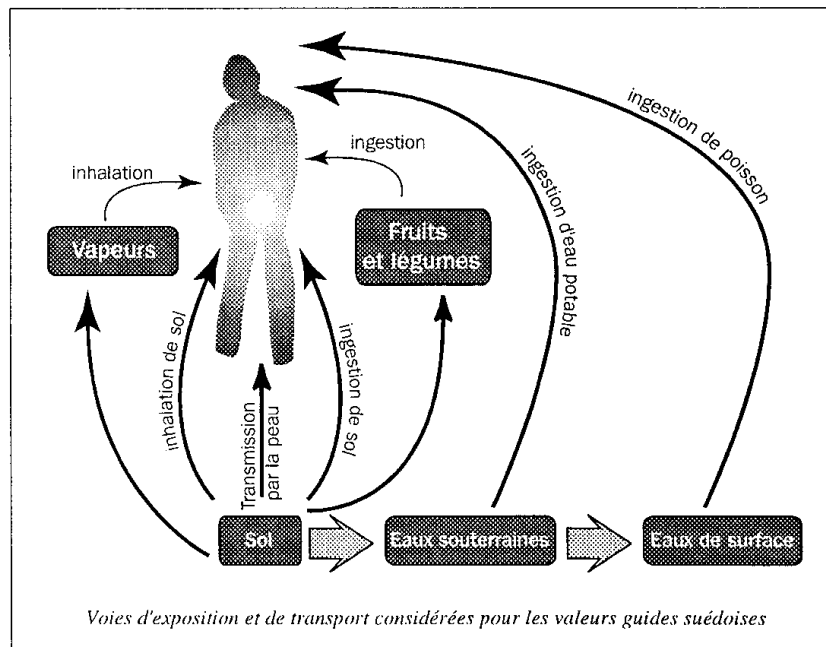 ingestion de poisson
ingestion d'eau potable
ingestion
inhalation
Vapeurs
Fruits
et légumes
inhalation de sol
Transmission
par la peau
ingestion de sol
Sol
Eaux souterraines
Eaux de surface
Voies d'exposition et de transport considérées pour les valeurs guides suédoises